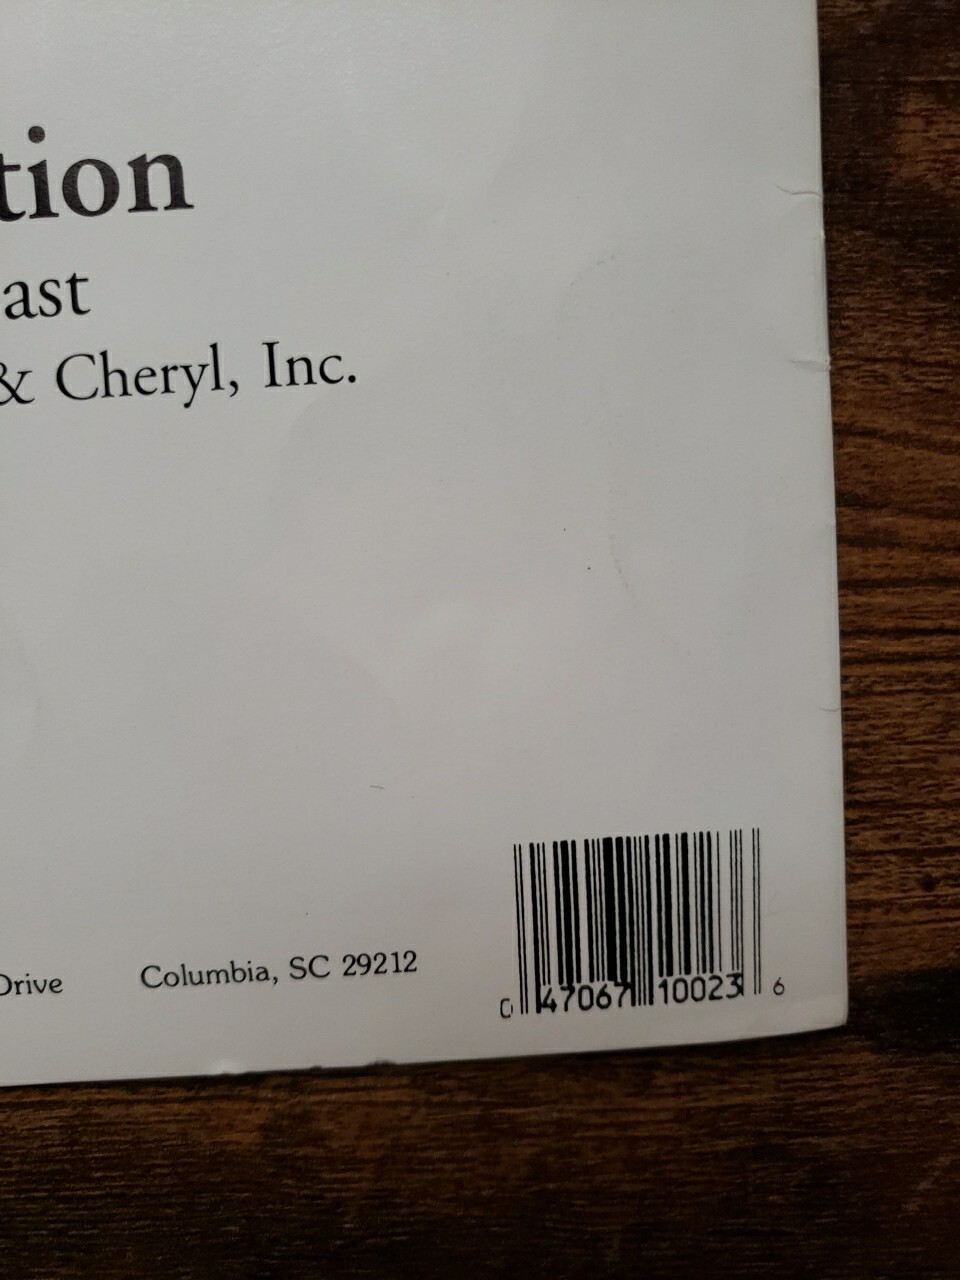 tion
ast
& Cheryl, Inc.
Drive Columbia, SC 29212
0 47067 10023 6